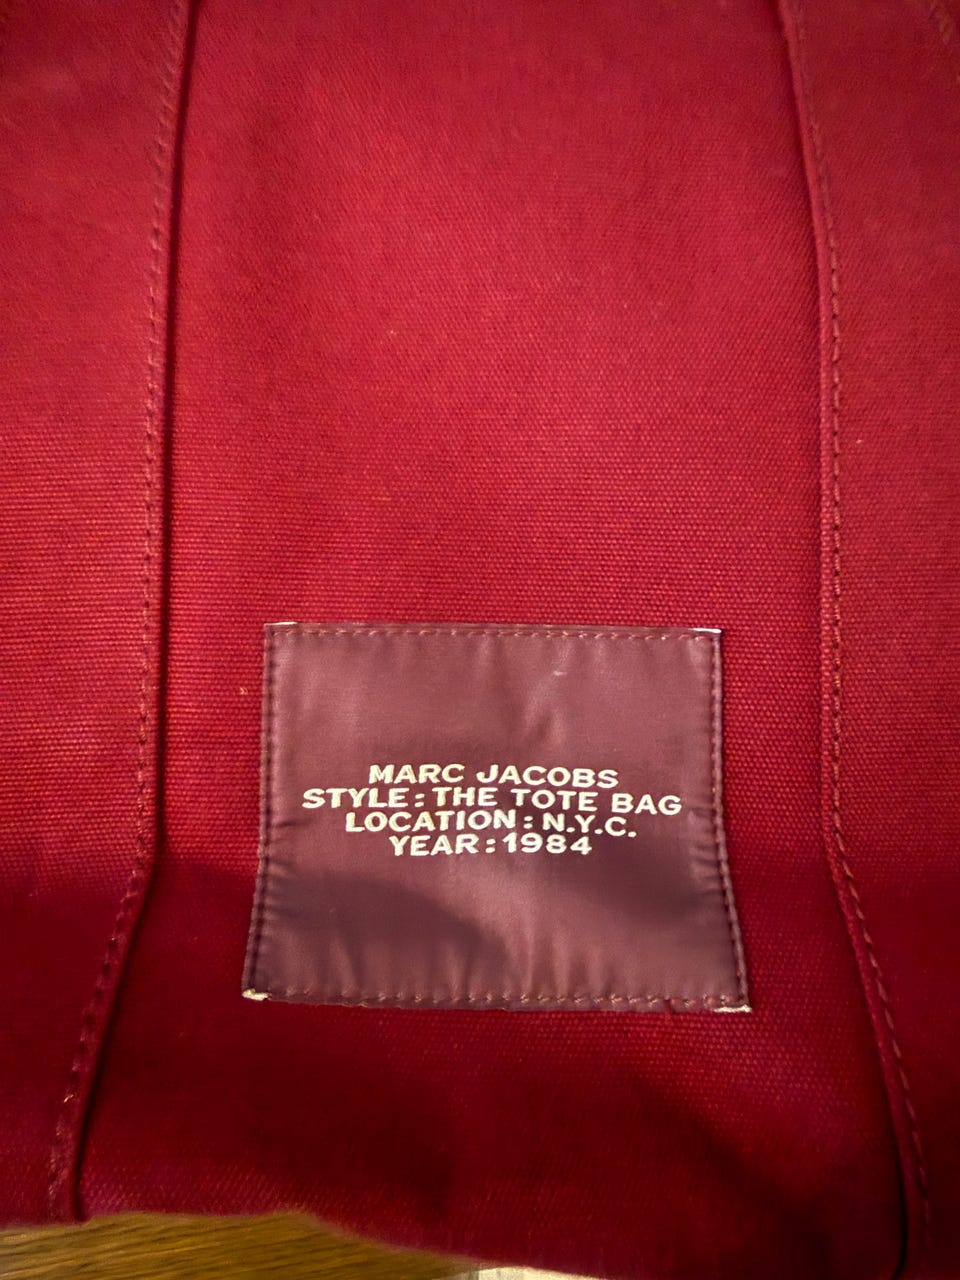 MARC JACOBS
STYLE : THE TOTE BAG
LOCATION : N.Y.C.
YEAR : 1984